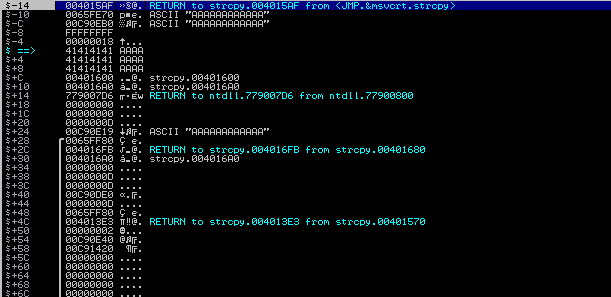 $-14 004015AF »§@. RETURN to strcpy.004015AF from <JMP.&msvcrt.strcpy>
$-10 0065FE70 p■e. ASCII "AAAAAAAAAAAA"
$-C 00C90EB0 ASCII "AAAAAAAAAAAA"
$-8 FFFFFFFF
$-4 00000018 ↑...
$ ==> 41414141 AAAA
$+4 41414141 AAAA
$+8 41414141 AAAA
$+C 00401600 ._@. strcpy.00401600
$+10 004016A0 á_@. strcpy.004016A0
$+14 779007D6 RETURN to ntdll.779007D6 from ntdll.77900800
$+18 00000000 ....
$+1C 00000000 ....
$+20 0000000D ....
$+24 00C90E19 ASCII "AAAAAAAAAAAA"
$+28 0065FF80 Ç e.
$+2C 004016FB √_@. RETURN to strcpy.004016FB from strcpy.00401680
$+30 004016A0 á_@. strcpy.004016A0
$+34 00000000 ....
$+38 0000000D ....
$+3C 0000000D ....
$+40 00C90DE0
$+44 00000000 ....
$+48 0065FF80 Ç e.
$+4C 004013E3 π‼@. RETURN to strcpy.004013E3 from strcpy.00401570
$+50 00000002 ☻...
$+54 00C90E40
$+58 00C91420
$+5C 00000000 ....
$+60 00000000 ....
$+64 00000000 ....
$+68 00000000 ....
$+6C 00000000 ....